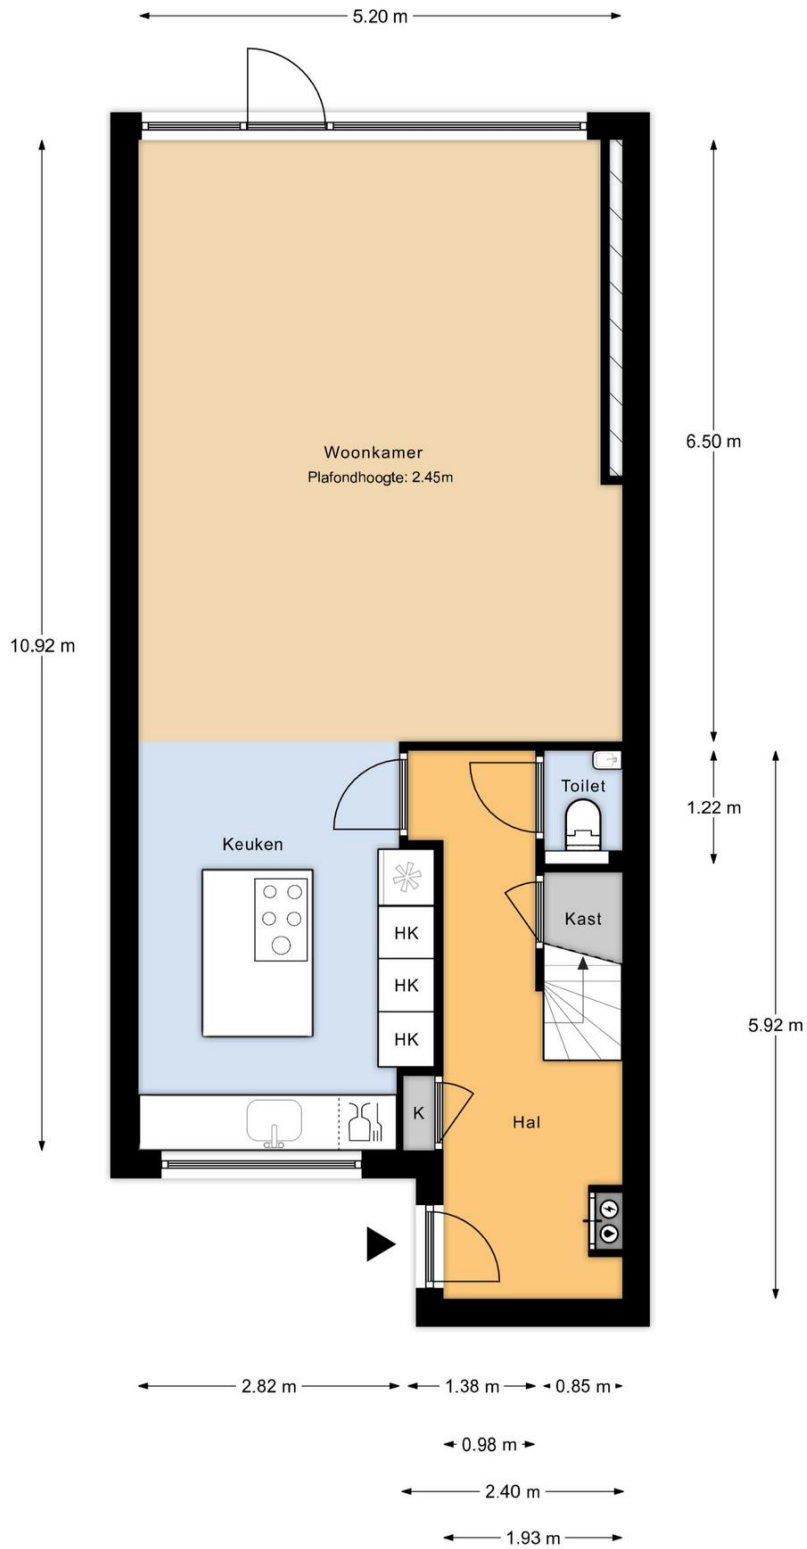 5.20 m
Woonkamer
Plafondhoogte: 2.45m
6.50 m
10.92 m
Toilet
1.22 m
Keuken
Kast
HK
HK
HK
5.92 m
K
Hal
2.82 m
1.38 m
0.85 m
0.98 m
2.40 m
1.93 m